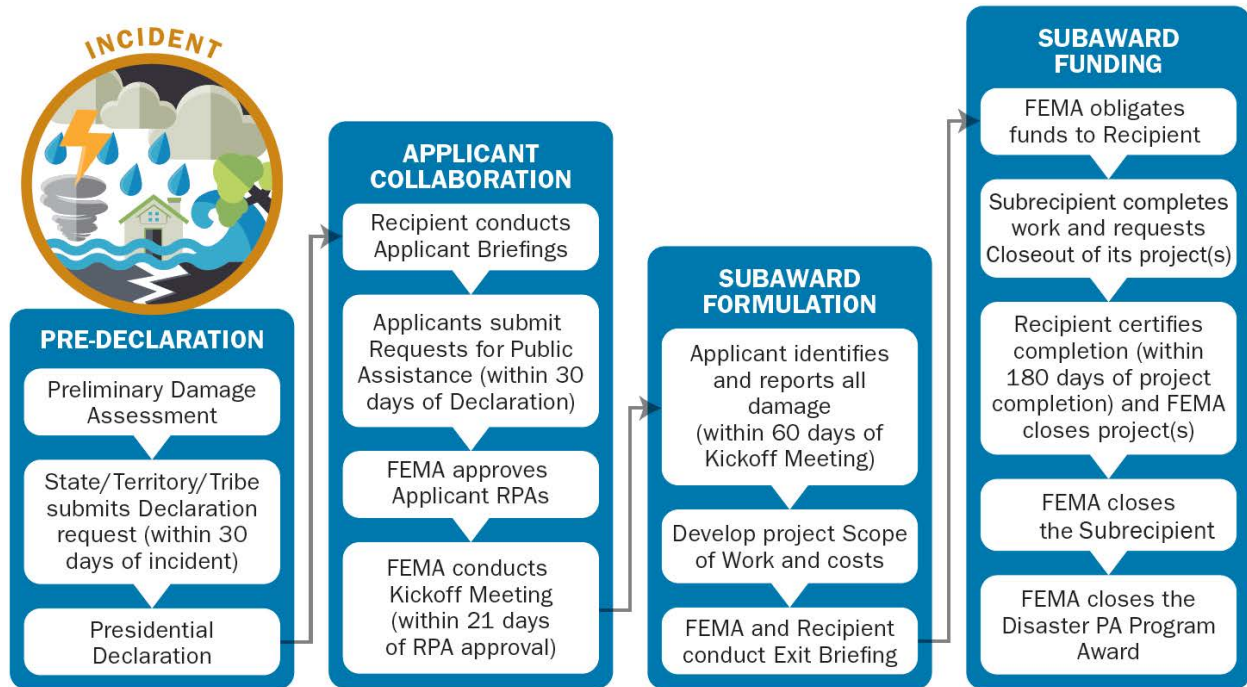 INCIDENT
PRE-DECLARATION
Preliminary Damage
Assessment
State/Territory/Tribe
submits Declaration
request (within 30
days of incident)
Presidential
Declaration
APPLICANT
COLLABORATION
Recipient conducts
Applicant Briefings
Applicants submit
Requests for Public
Assistance (within 30
days of Declaration)
FEMA approves
Applicant RPAs
FEMA conducts
Kickoff Meeting
(within 21 days
of RPA approval)
SUBAWARD
FORMULATION
Applicant identifies
and reports all
damage
(within 60 days of
Kickoff Meeting)
Develop project Scope
of Work and costs
FEMA and Recipient
conduct Exit Briefing
SUBAWARD
FUNDING
FEMA obligates
funds to Recipient
Subrecipient completes
work and requests
Closeout of its project(s)
Recipient certifies
completion (within
180 days of project
completion) and FEMA
closes project(s)
FEMA closes
the Subrecipient
FEMA closes the
Disaster PA Program
Award